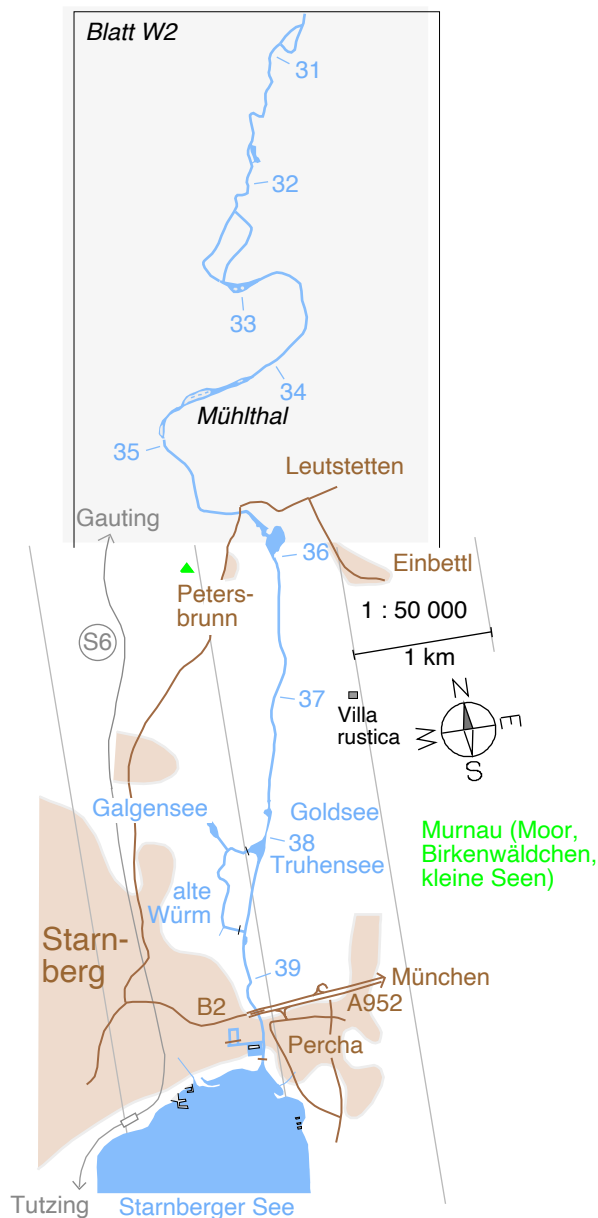 Blatt W2
31
32
33
34
Mühlthal
35
Leutstetten
Gauting
36
Einbettl
Peters-
brunn
1 : 50 000
S6
1 km
37
Villa
rustica
N
E
W
S
Galgensee
Goldsee
38
Truhensee
Murnau (Moor,
Birkenwäldchen,
kleine Seen)
alte
Würm
Starn-
berg
39
München
B2
A952
Percha
Tutzing
Starnberger See